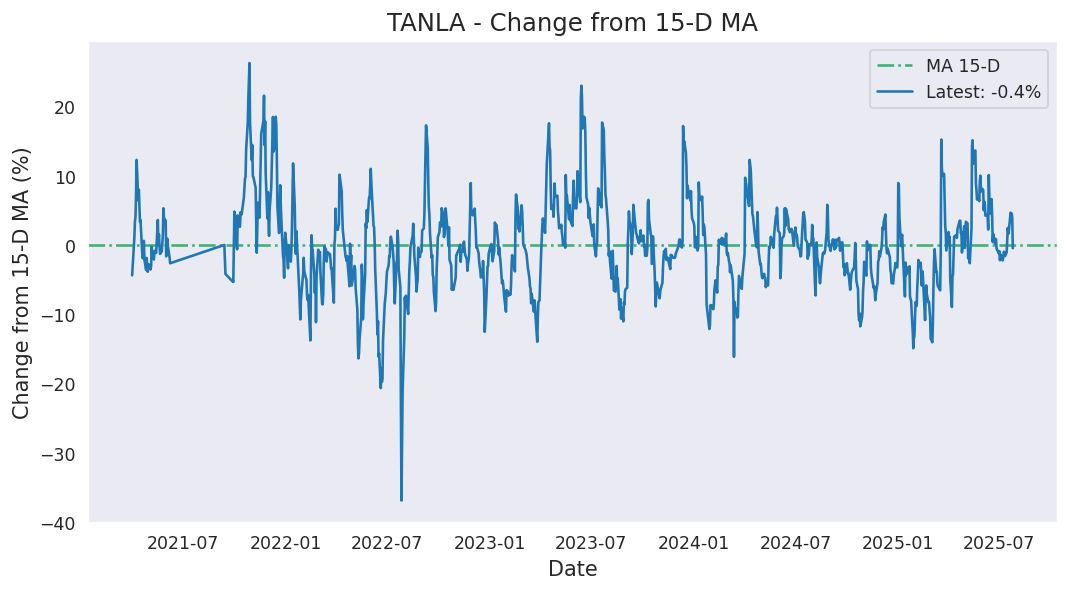 TANLA - Change from 15-D MA
MA 15-D
Latest: -0.4%
Change from 15-D MA (%)
20
10
0
−10
−20
−30
−40
2021-07 2022-01 2022-07 2023-01 2023-07 2024-01 2024-07 2025-01 2025-07
Date